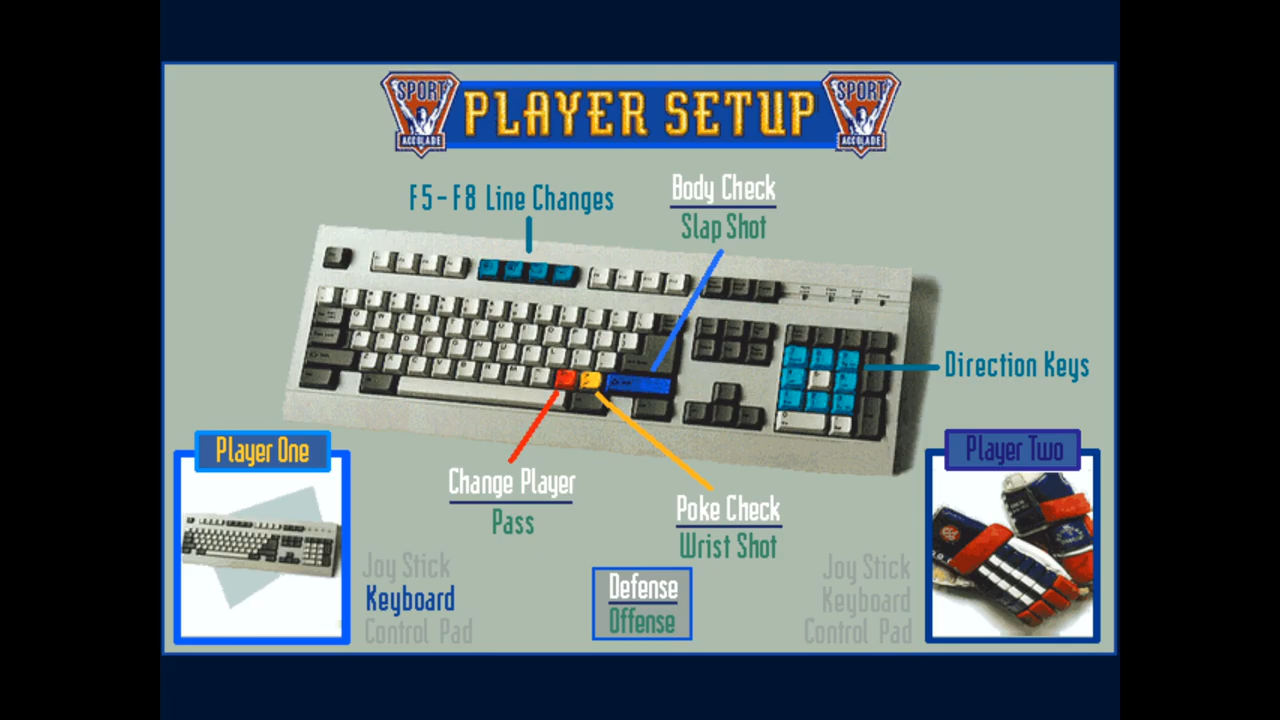 SPORT
ACCOLADE
PLAYER SETUP
SPORT
ACCOLADE
F5-F8 Line Changes
Body Check
Slap Shot
Direction Keys
Change Player
Pass
Poke Check
Wrist Shot
Player One
Joy Stick
Keyboard
Control Pad
Defense
Offense
Player Two
Joy Stick
Keyboard
Control Pad